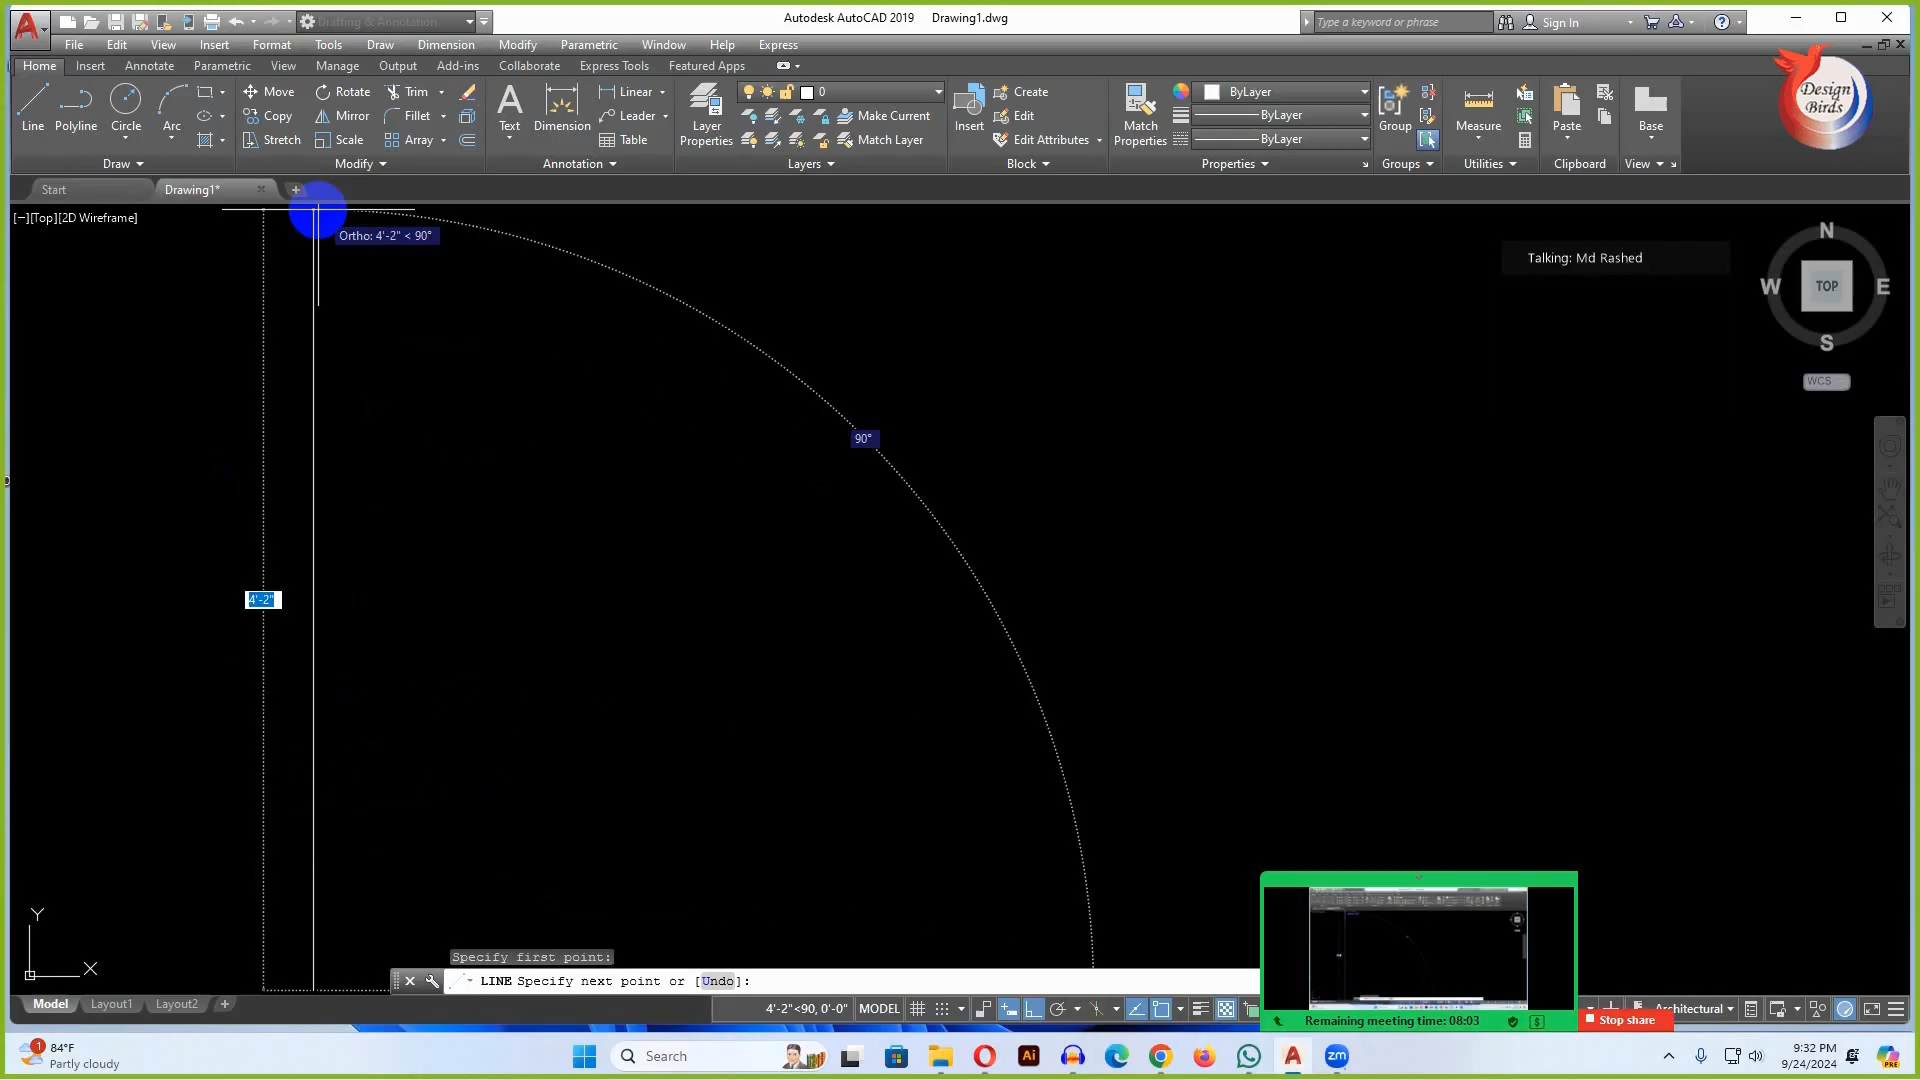 Drafting & Annotation
Autodesk AutoCAD 2019 Drawing1.dwg
Type a keyword or phrase
Sign In
File Edit View Insert Format Tools Draw Dimension Modify Parametric Window Help Express
Home Insert Annotate Parametric View Manage Output Add-ins Collaborate Express Tools Featured Apps
Design
Birds
Line
Polyline
Circle
Arc
Move
Rotate
Trim
Copy
Mirror
Fillet
Stretch
Scale
Array
Text
Dimension
Linear
Leader
Table
Layer
Properties
0
Make Current
Match Layer
Insert
Create
Edit
Edit Attributes
Match
Properties
ByLayer
ByLayer
ByLayer
Group
Measure
Paste
Base
Draw
Modify
Annotation
Layers
Block
Properties
Groups
Utilities
Clipboard
View
Start
Drawing1*
[−][Top][2D Wireframe]
Ortho: 4'-2" < 90°
Talking: Md Rashed
N
W
TOP
E
S
WCS
90°
4'-2"
Y
X
Specify first point:
LINE Specify next point or [Undo]:
Model
Layout1
Layout2
4'-2"<90, 0'-0"
MODEL
Architectural
Remaining meeting time: 08:03
Stop share
1
84°F
Partly cloudy
Search
Ai
A
zm
9:32 PM
9/24/2024
PRE